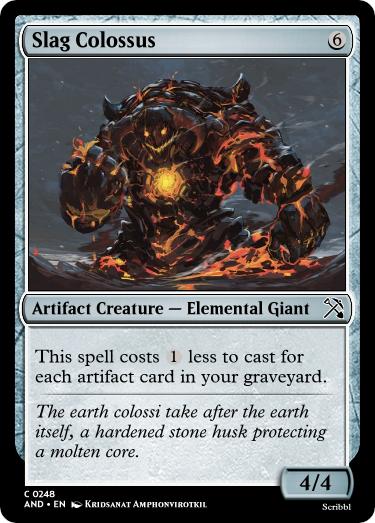 Slag Colossus 6
Artifact Creature — Elemental Giant
This spell costs 1 less to cast for
each artifact card in your graveyard.
The earth colossi take after the earth
itself, a hardened stone husk protecting
a molten core.
4/4
C 0248
AND • EN Kridsanat Amphonvirotkil
Scribbl